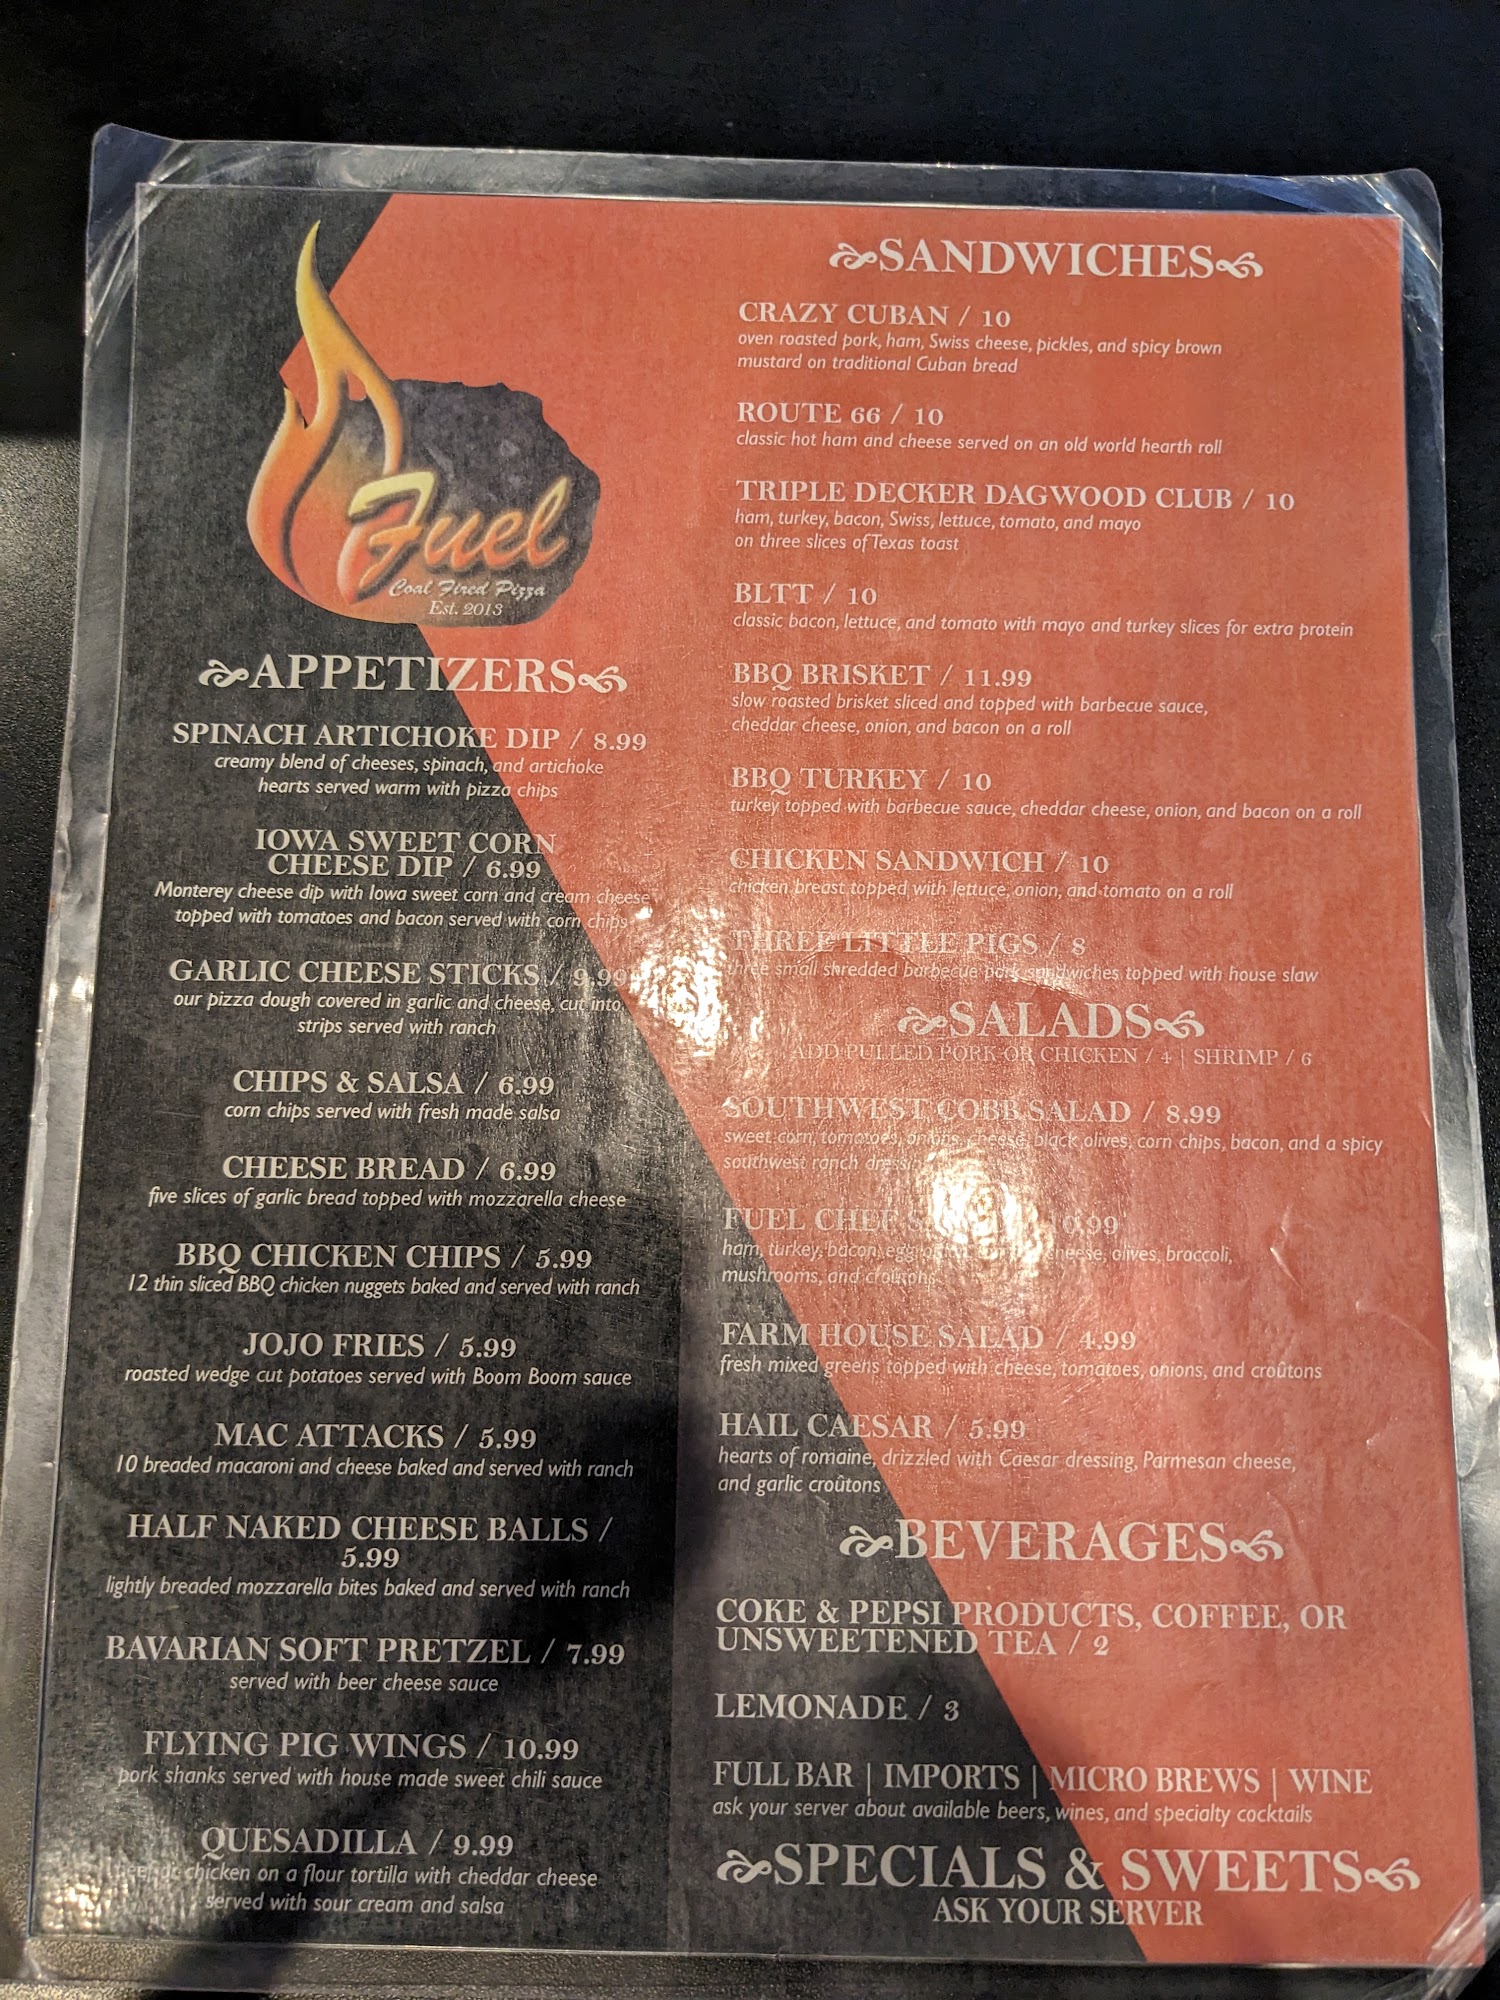 Fuel
Coal Fired Pizza
Est. 2013
APPETIZERS
SPINACH ARTICHOKE DIP / 8.99
creamy blend of cheeses, spinach, and artichoke
hearts served warm with pizza chips
IOWA SWEET CORN
CHEESE DIP / 6.99
Monterey cheese dip with Iowa sweet corn and cream cheese
topped with tomatoes and bacon served with corn chips
GARLIC CHEESE STICKS / 9.99
our pizza dough covered in garlic and cheese, cut into
strips served with ranch
CHIPS & SALSA / 6.99
corn chips served with fresh made salsa
CHEESE BREAD / 6.99
five slices of garlic bread topped with mozzarella cheese
BBQ CHICKEN CHIPS / 5.99
12 thin sliced BBQ chicken nuggets baked and served with ranch
JOJO FRIES / 5.99
roasted wedge cut potatoes served with Boom Boom sauce
MAC ATTACKS / 5.99
10 breaded macaroni and cheese baked and served with ranch
HALF NAKED CHEESE BALLS /
5.99
lightly breaded mozzarella bites baked and served with ranch
BAVARIAN SOFT PRETZEL / 7.99
served with beer cheese sauce
FLYING PIG WINGS / 10.99
pork shanks served with house made sweet chili sauce
QUESADILLA / 9.99
chicken on a flour tortilla with cheddar cheese
served with sour cream and salsa
SANDWICHES
CRAZY CUBAN / 10
oven roasted pork, ham, Swiss cheese, pickles, and spicy brown
mustard on traditional Cuban bread
ROUTE 66 / 10
classic hot ham and cheese served on an old world hearth roll
TRIPLE DECKER DAGWOOD CLUB / 10
ham, turkey, bacon, Swiss, lettuce, tomato, and mayo
on three slices of Texas toast
BLTT / 10
classic bacon, lettuce, and tomato with mayo and turkey slices for extra protein
BBQ BRISKET / 11.99
slow roasted brisket sliced and topped with barbecue sauce,
cheddar cheese, onion, and bacon on a roll
BBQ TURKEY / 10
turkey topped with barbecue sauce, cheddar cheese, onion, and bacon on a roll
CHICKEN SANDWICH / 10
chicken breast topped with lettuce, onion, and tomato on a roll
THREE LITTLE PIGS / 8
three small shredded barbecue pork sandwiches topped with house slaw
SALADS
ADD PULLED PORK OR CHICKEN / 4 | SHRIMP / 6
SOUTHWEST COBB SALAD / 8.99
sweet corn, tomatoes, onions, cheese, black olives, corn chips, bacon, and a spicy
southwest ranch dressing
FUEL CHEF 10.99
ham, turkey, bacon, egg, cheese, olives, broccoli,
mushrooms, and croûtons
FARM HOUSE SALAD / 4.99
fresh mixed greens topped with cheese, tomatoes, onions, and croûtons
HAIL CAESAR / 5.99
hearts of romaine, drizzled with Caesar dressing, Parmesan cheese,
and garlic croûtons
BEVERAGES
COKE & PEPSI PRODUCTS, COFFEE, OR
UNSWEETENED TEA / 2
LEMONADE / 3
FULL BAR | IMPORTS | MICRO BREWS | WINE
ask your server about available beers, wines, and specialty cocktails
SPECIALS & SWEETS
ASK YOUR SERVER